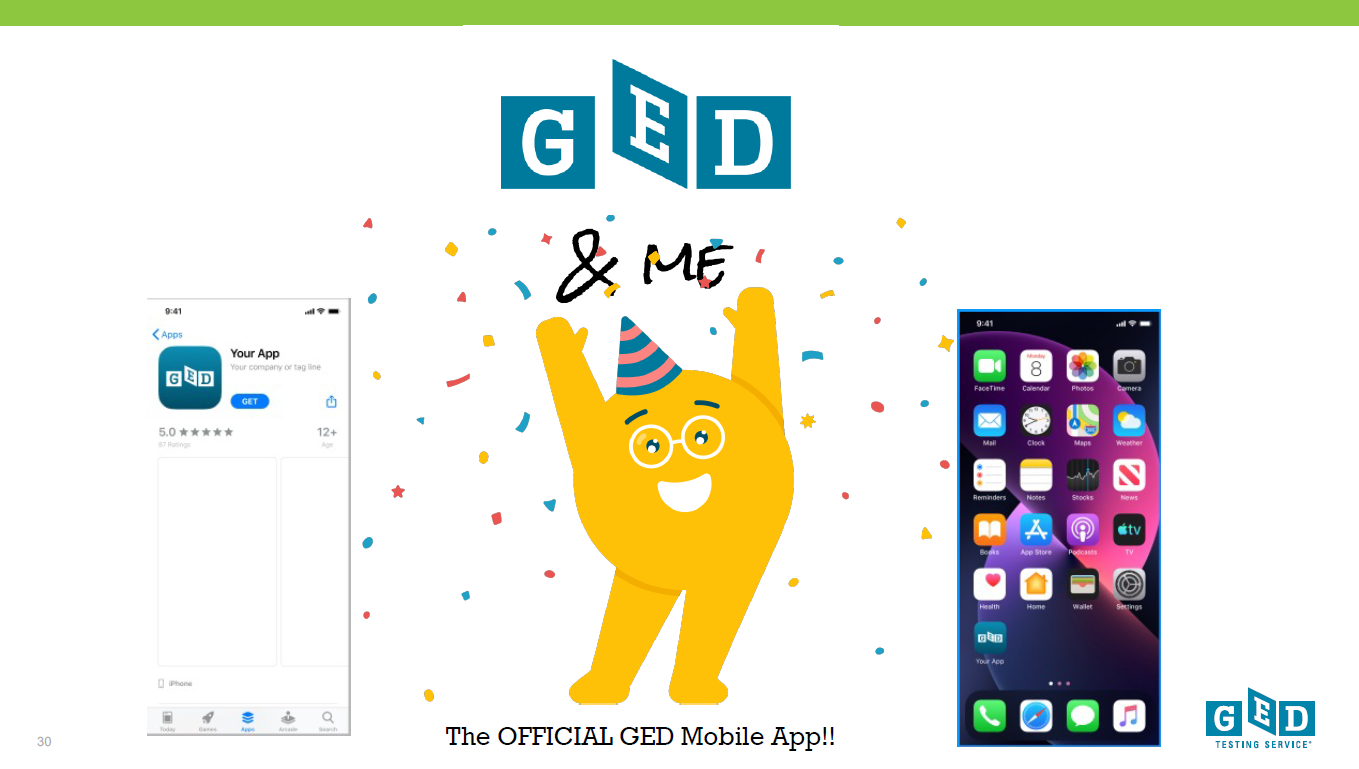 GED
& ME
9:41
Apps
GED
Your App
Your company or tag line
GET
5.0 ★★★★★
12+
67 Ratings
Age
iPhone
Today Games Apps Arcade Search
9:41
Monday
8
FaceTime Calendar Photos Camera
Mail Clock Maps Weather
Reminders Notes Stocks News
tv
Books App Store Podcasts TV
Health Home Wallet Settings
GED
Your App
The OFFICIAL GED Mobile App!!
GED
TESTING SERVICE®
30